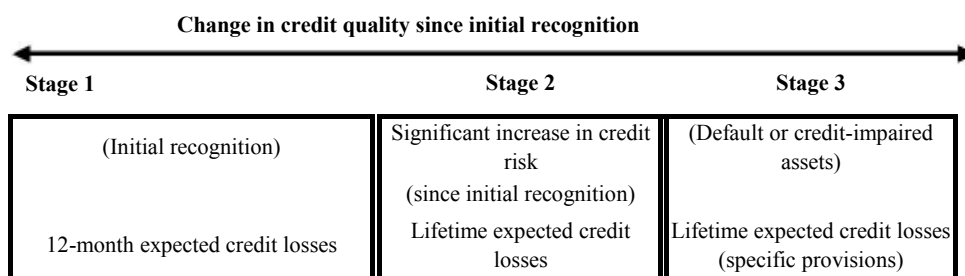 Change in credit quality since initial recognition
Stage 1
Stage 2
Stage 3
(Initial recognition)
12-month expected credit losses
Significant increase in credit
risk
(since initial recognition)
Lifetime expected credit
losses
(Default or credit-impaired
assets)
Lifetime expected credit losses
(specific provisions)